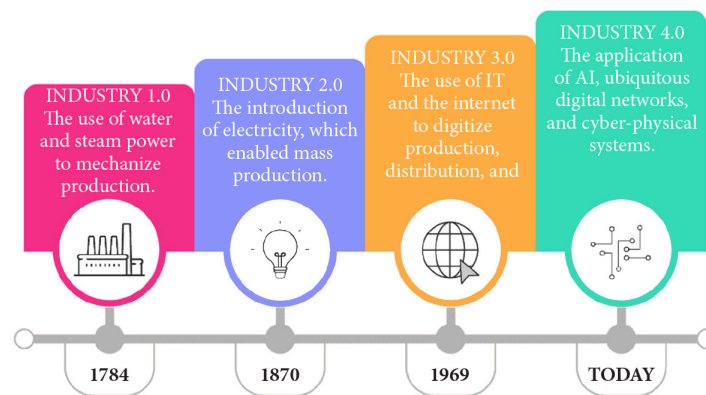 INDUSTRY 1.0
The use of water
and steam power
to mechanize
production.
INDUSTRY 2.0
The introduction
of electricity, which
enabled mass
production.
INDUSTRY 3.0
The use of IT
and the internet
to digitize
production,
distribution, and
INDUSTRY 4.0
The application
of AI, ubiquitous
digital networks,
and cyber-physical
systems.
1784
1870
1969
TODAY